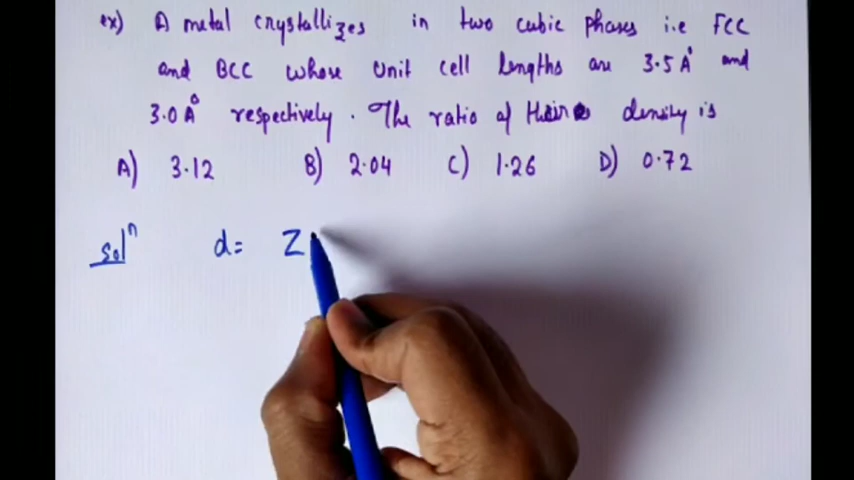 ex) A metal crystallizes in two cubic phases i.e FCC
and BCC whose unit cell lengths are 3.5 A° and
3.0 A° respectively. The ratio of their density is
A) 3.12 B) 2.04 C) 1.26 D) 0.72
solⁿ d = Z